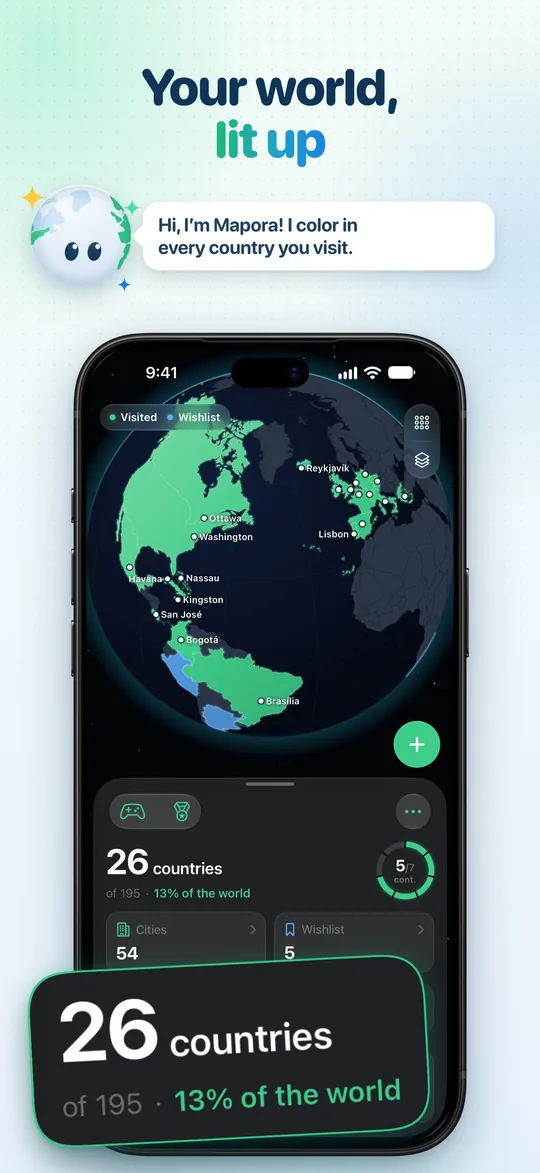 Your world,
lit up
Hi, I'm Mapora! I color in
every country you visit.
9:41
Visited
Wishlist
Reykjavík
Ottawa
Washington
Lisbon
Havana
Nassau
Kingston
San José
Bogotá
Brasília
26 countries
of 195 · 13% of the world
5/7
cont.
Cities
54
Wishlist
5
26 countries
of 195 · 13% of the world